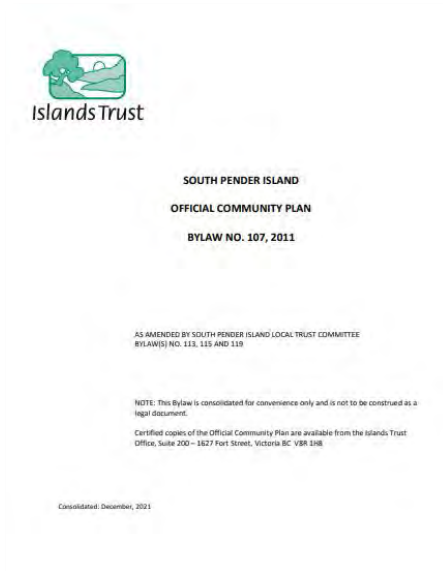 Islands Trust
SOUTH PENDER ISLAND
OFFICIAL COMMUNITY PLAN
BYLAW NO. 107, 2011
AS AMENDED BY SOUTH PENDER ISLAND LOCAL TRUST COMMITTEE
BYLAW(S) NO. 113, 115 AND 119
NOTE: This Bylaw is consolidated for convenience only and is not to be construed as a
legal document.
Certified copies of the Official Community Plan are available from the Islands Trust
Office, Suite 200 – 1627 Fort Street, Victoria BC V8R 1H8
Consolidated: December, 2021